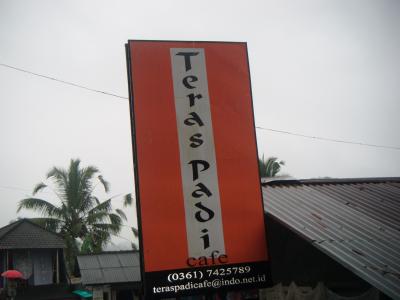 Teras Padi
cafe
(0361) 7425789
teraspadicafe@indo.net.id